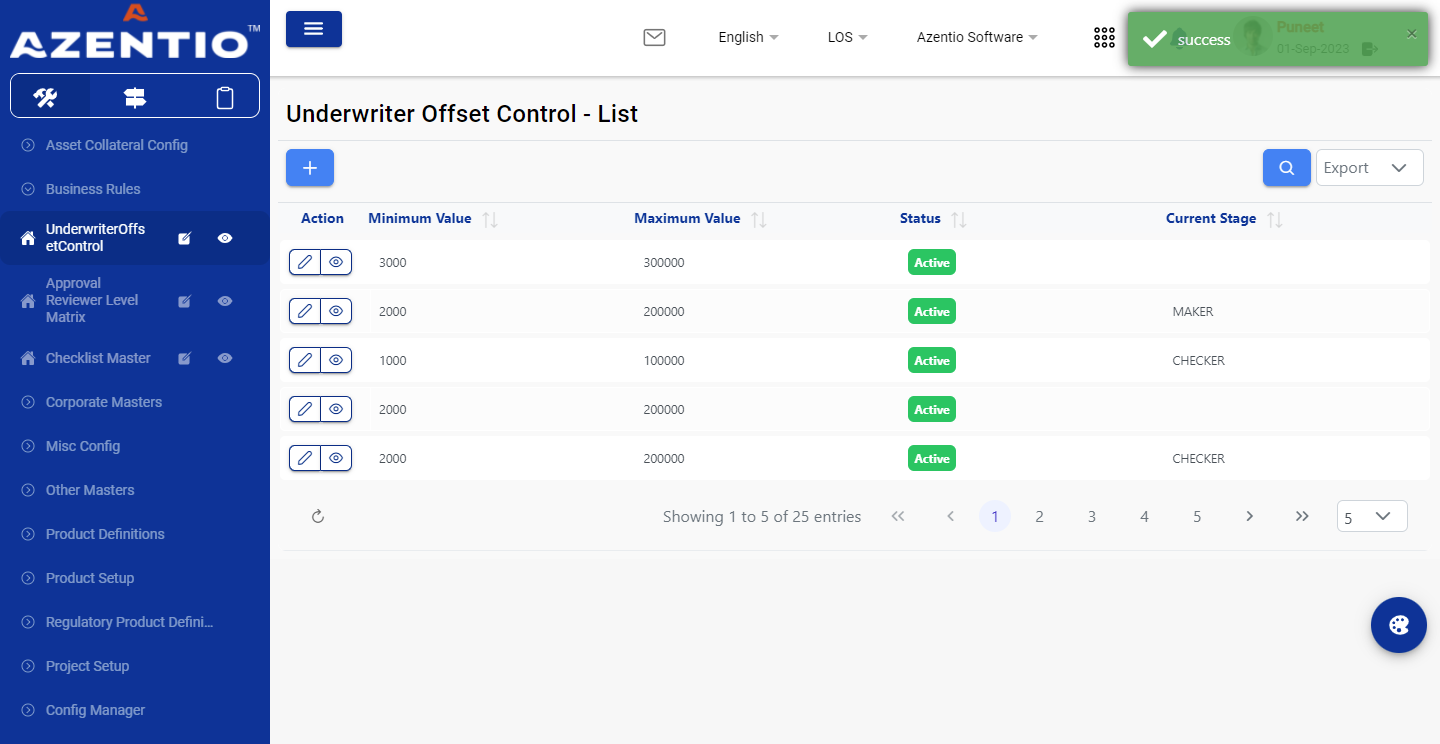 AZENTIO™
English
LOS
Azentio Software
success
Puneet
01-Sep-2023
×
Asset Collateral Config
Business Rules
UnderwriterOffs
etControl
Approval
Reviewer Level
Matrix
Checklist Master
Corporate Masters
Misc Config
Other Masters
Product Definitions
Product Setup
Regulatory Product Defini...
Project Setup
Config Manager
Underwriter Offset Control - List
+
Export
Action Minimum Value Maximum Value Status Current Stage
3000 300000 Active
2000 200000 Active MAKER
1000 100000 Active CHECKER
2000 200000 Active
2000 200000 Active CHECKER
Showing 1 to 5 of 25 entries 1 2 3 4 5 5